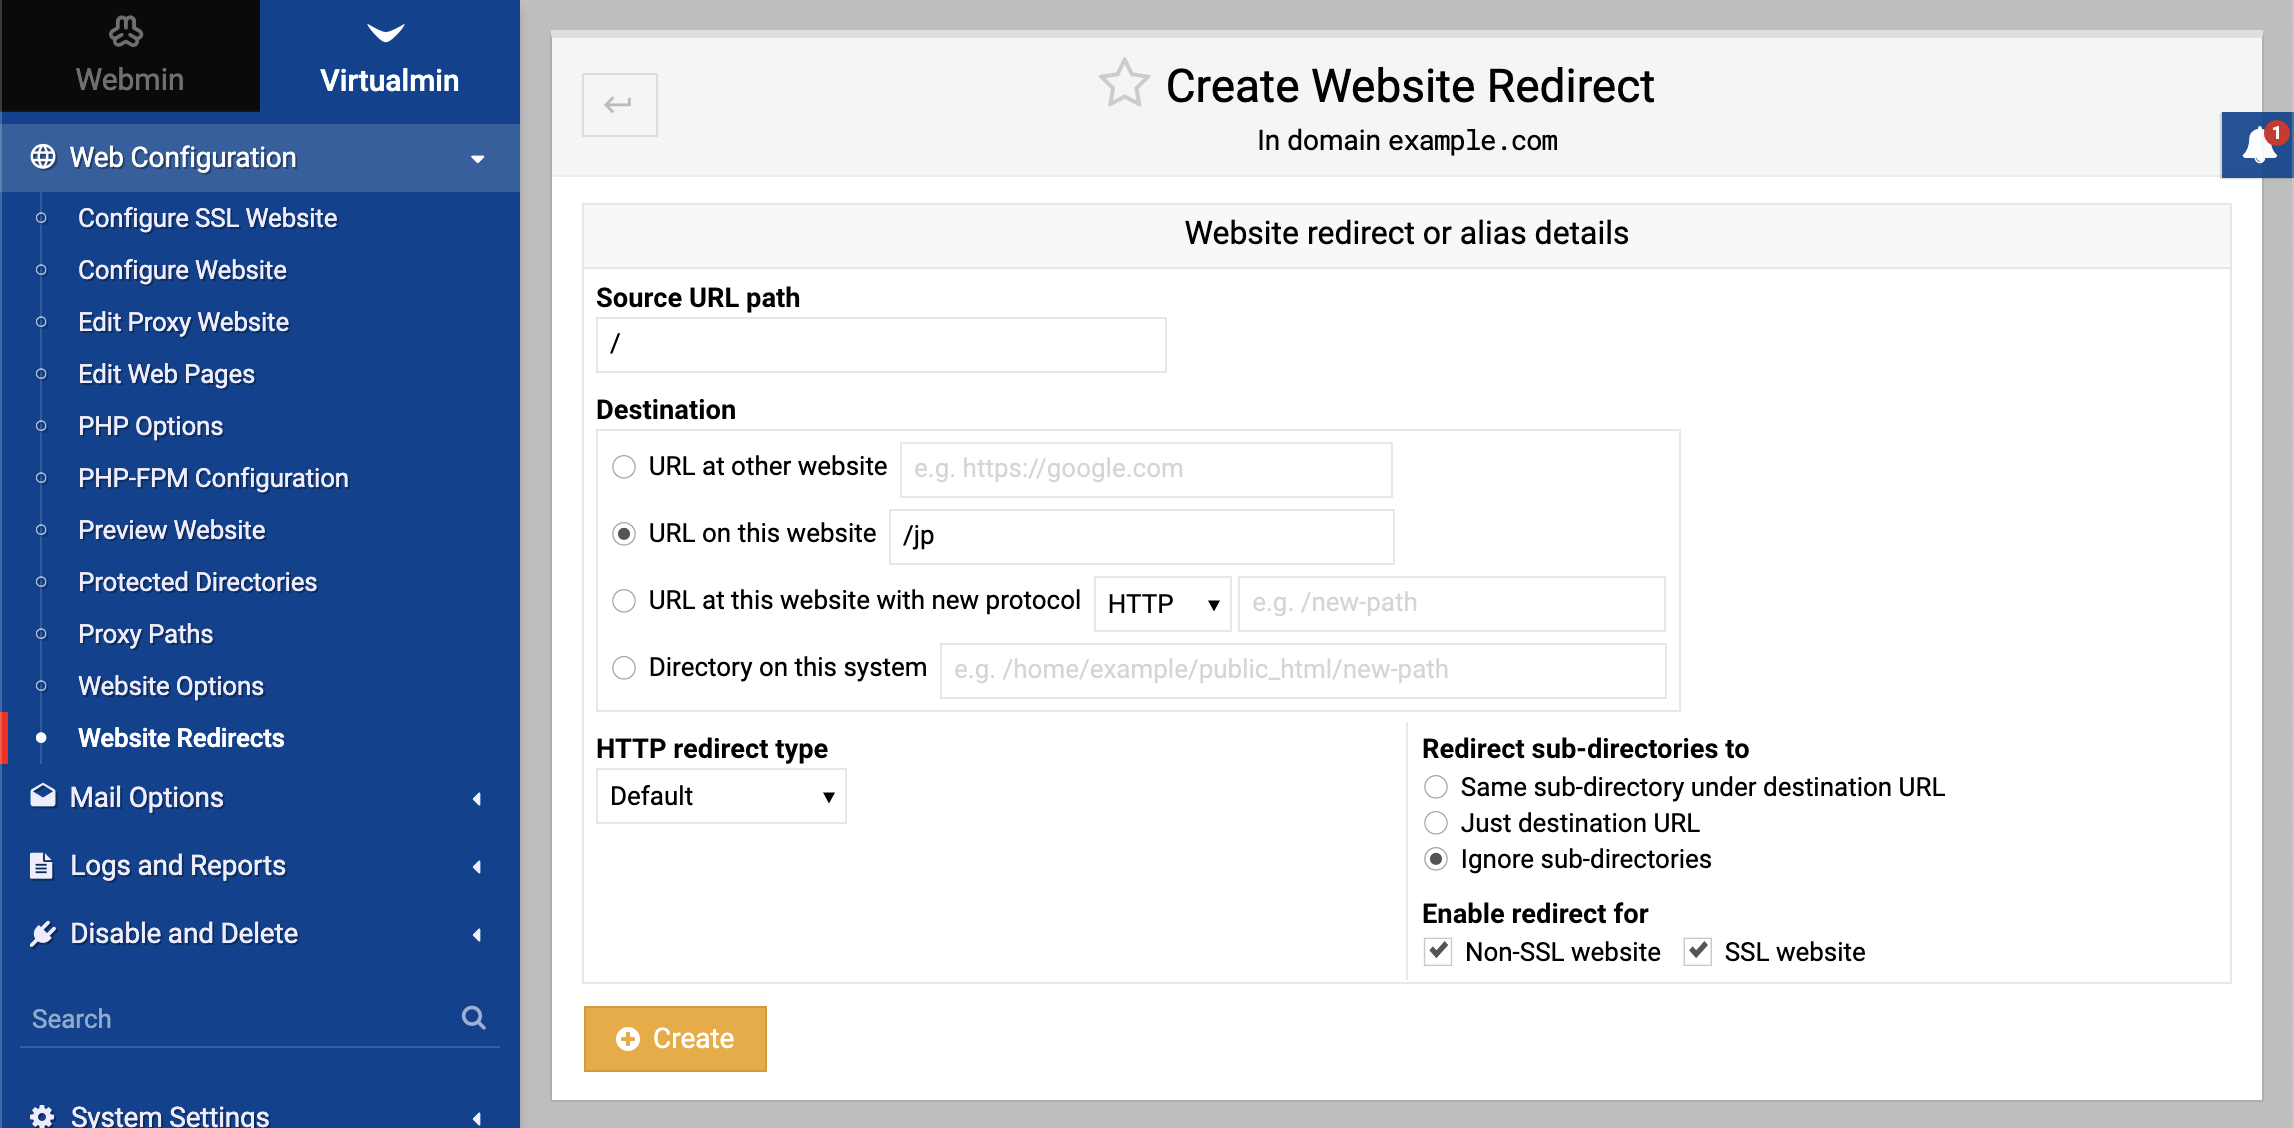 Webmin
Virtualmin
Web Configuration
Configure SSL Website
Configure Website
Edit Proxy Website
Edit Web Pages
PHP Options
PHP-FPM Configuration
Preview Website
Protected Directories
Proxy Paths
Website Options
Website Redirects
Mail Options
Logs and Reports
Disable and Delete
Search
System Settings
Create Website Redirect
In domain example.com
1
Website redirect or alias details
Source URL path
/
Destination
URL at other website e.g. https://google.com
URL on this website /jp
URL at this website with new protocol HTTP e.g. /new-path
Directory on this system e.g. /home/example/public_html/new-path
HTTP redirect type
Default
Redirect sub-directories to
Same sub-directory under destination URL
Just destination URL
Ignore sub-directories
Enable redirect for
Non-SSL website SSL website
Create